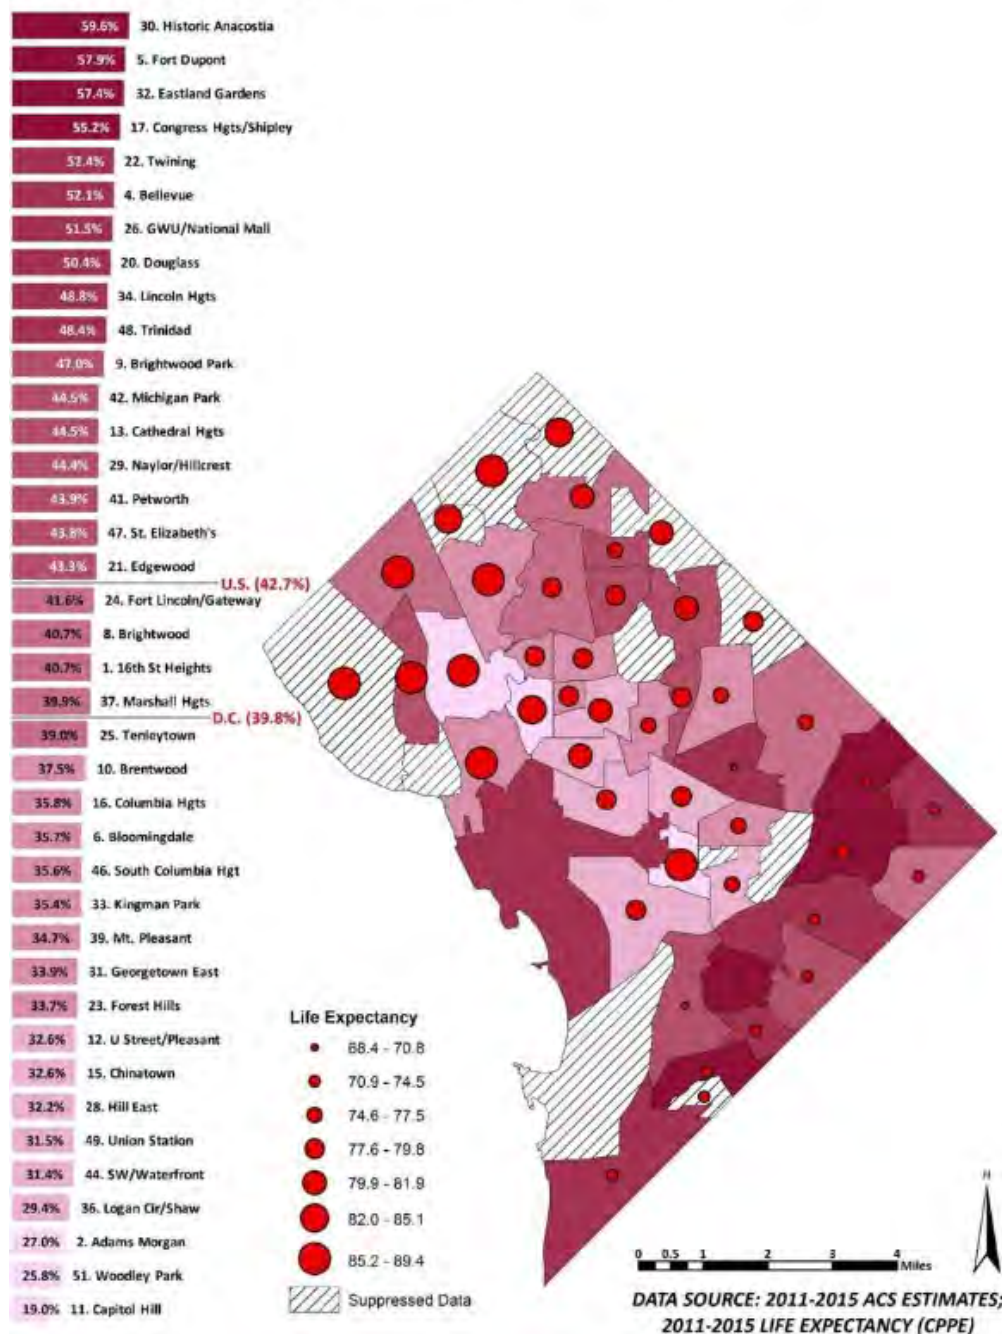 59.6% 30. Historic Anacostia
57.9% 5. Fort Dupont
57.4% 32. Eastland Gardens
55.2% 17. Congress Hgts/Shipley
52.4% 22. Twining
52.1% 4. Bellevue
51.5% 26. GWU/National Mall
50.4% 20. Douglass
48.8% 34. Lincoln Hgts
48.4% 48. Trinidad
47.0% 9. Brightwood Park
44.5% 42. Michigan Park
44.5% 13. Cathedral Hgts
44.4% 29. Naylor/Hillcrest
43.9% 41. Petworth
43.8% 47. St. Elizabeth's
43.3% 21. Edgewood
U.S. (42.7%)
41.6% 24. Fort Lincoln/Gateway
40.7% 8. Brightwood
40.7% 1. 16th St Heights
39.9% 37. Marshall Hgts
D.C. (39.8%)
39.0% 25. Tenleytown
37.5% 10. Brentwood
35.8% 16. Columbia Hgts
35.7% 6. Bloomingdale
35.6% 46. South Columbia Hgt
35.4% 33. Kingman Park
34.7% 39. Mt. Pleasant
33.9% 31. Georgetown East
33.7% 23. Forest Hills
32.6% 12. U Street/Pleasant
32.6% 15. Chinatown
32.2% 28. Hill East
31.5% 49. Union Station
31.4% 44. SW/Waterfront
29.4% 36. Logan Cir/Shaw
27.0% 2. Adams Morgan
25.8% 51. Woodley Park
19.0% 11. Capitol Hill
Life Expectancy
68.4 - 70.8
70.9 - 74.5
74.6 - 77.5
77.6 - 79.8
79.9 - 81.9
82.0 - 85.1
85.2 - 89.4
Suppressed Data
N
0 0.5 1 2 3 4
Miles
DATA SOURCE: 2011-2015 ACS ESTIMATES;
2011-2015 LIFE EXPECTANCY (CPPE)